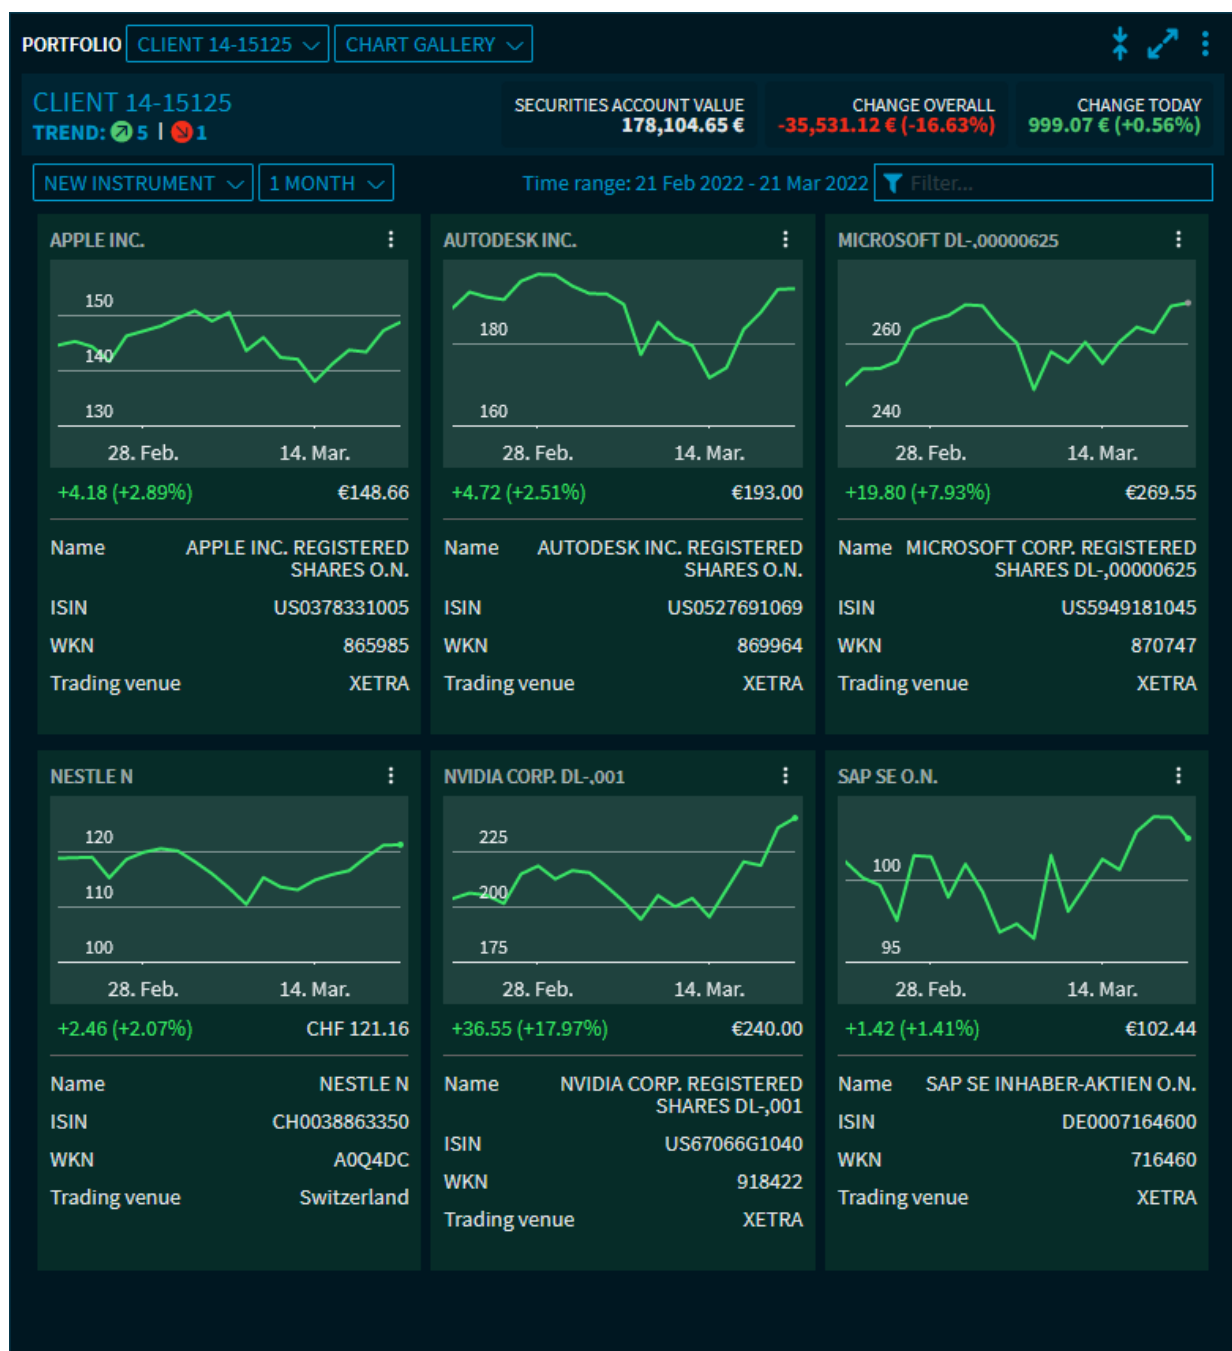 PORTFOLIO CLIENT 14-15125 CHART GALLERY
CLIENT 14-15125
TREND: 5 | 1
SECURITIES ACCOUNT VALUE
178,104.65 €
CHANGE OVERALL
-35,531.12 € (-16.63%)
CHANGE TODAY
999.07 € (+0.56%)
NEW INSTRUMENT 1 MONTH Time range: 21 Feb 2022 - 21 Mar 2022 Filter...
APPLE INC.
150
140
130
28. Feb. 14. Mar.
+4.18 (+2.89%) €148.66
Name APPLE INC. REGISTERED
SHARES O.N.
ISIN US0378331005
WKN 865985
Trading venue XETRA
AUTODESK INC.
180
160
28. Feb. 14. Mar.
+4.72 (+2.51%) €193.00
Name AUTODESK INC. REGISTERED
SHARES O.N.
ISIN US0527691069
WKN 869964
Trading venue XETRA
MICROSOFT DL-,00000625
260
240
28. Feb. 14. Mar.
+19.80 (+7.93%) €269.55
Name MICROSOFT CORP. REGISTERED
SHARES DL-,00000625
ISIN US5949181045
WKN 870747
Trading venue XETRA
NESTLE N
120
110
100
28. Feb. 14. Mar.
+2.46 (+2.07%) CHF 121.16
Name NESTLE N
ISIN CH0038863350
WKN A0Q4DC
Trading venue Switzerland
NVIDIA CORP. DL-,001
225
200
175
28. Feb. 14. Mar.
+36.55 (+17.97%) €240.00
Name NVIDIA CORP. REGISTERED
SHARES DL-,001
ISIN US67066G1040
WKN 918422
Trading venue XETRA
SAP SE O.N.
100
95
28. Feb. 14. Mar.
+1.42 (+1.41%) €102.44
Name SAP SE INHABER-AKTIEN O.N.
ISIN DE0007164600
WKN 716460
Trading venue XETRA